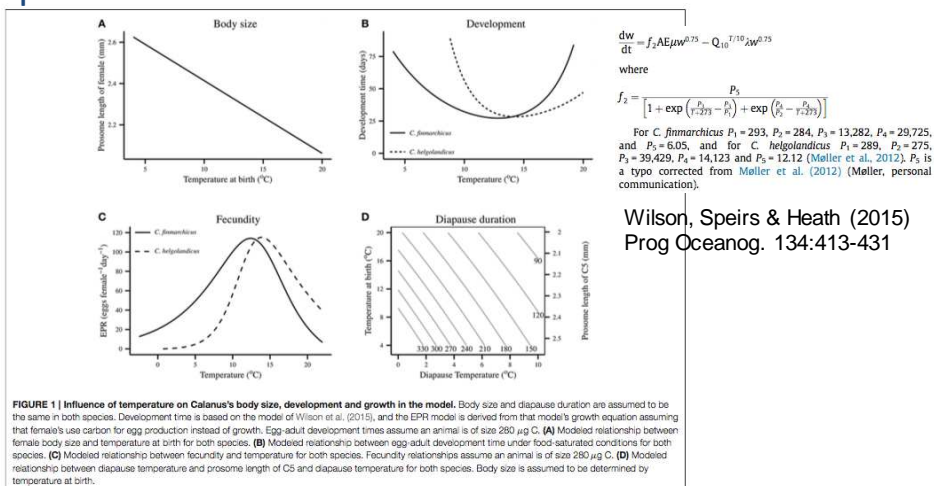 A
Body size
Prosome length of female (mm)
2.6
2.4
2.2
5
10
15
20
Temperature at birth (°C)
B
Development
Development time (days)
75
50
25
0
C. finmarchicus
C. helgolandicus
5
10
15
20
Temperature (°C)
C
Fecundity
EPR (eggs female⁻¹day⁻¹)
120
100
80
60
40
20
0
C. finmarchicus
C. helgolandicus
0
5
10
15
20
Temperature (°C)
D
Diapause duration
Temperature at birth (°C)
20
16
12
8
4
90
120
330 300 270 240 210 180 150
0
2
4
6
8
10
Diapause Temperature (°C)
2
2.1
2.2
2.3
2.4
2.5
Prosome length of C5 (mm)
FIGURE 1 | Influence of temperature on Calanus's body size, development and growth in the model. Body size and diapause duration are assumed to be
the same in both species. Development time is based on the model of Wilson et al. (2015), and the EPR model is derived from that model's growth equation assuming
that female's use carbon for egg production instead of growth. Egg-adult development times assume an animal is of size 280 μg C. (A) Modeled relationship between
female body size and temperature at birth for both species. (B) Modeled relationship between egg-adult development time under food-saturated conditions for both
species. (C) Modeled relationship between fecundity and temperature for both species. Fecundity relationships assume an animal is of size 280 μg C. (D) Modeled
relationship between diapause temperature and prosome length of C5 and diapause temperature for both species. Body size is assumed to be determined by
temperature at birth.
dw/dt = f₂AEμw^0.75 − Q₁₀^T/10 λw^0.75
where
f₂ = P₅ / [1 + exp (P₃/(T+273) − P₃/P₁) + exp (P₄/P₂ − P₄/(T+273))]
For C. finmarchicus P₁ = 293, P₂ = 284, P₃ = 13,282, P₄ = 29,725,
and P₅ = 6.05, and for C. helgolandicus P₁ = 289, P₂ = 275,
P₃ = 39,429, P₄ = 14,123 and P₅ = 12.12 (Møller et al., 2012). P₅ is
a typo corrected from Møller et al. (2012) (Møller, personal
communication).
Wilson, Speirs & Heath (2015)
Prog Oceanog. 134:413-431